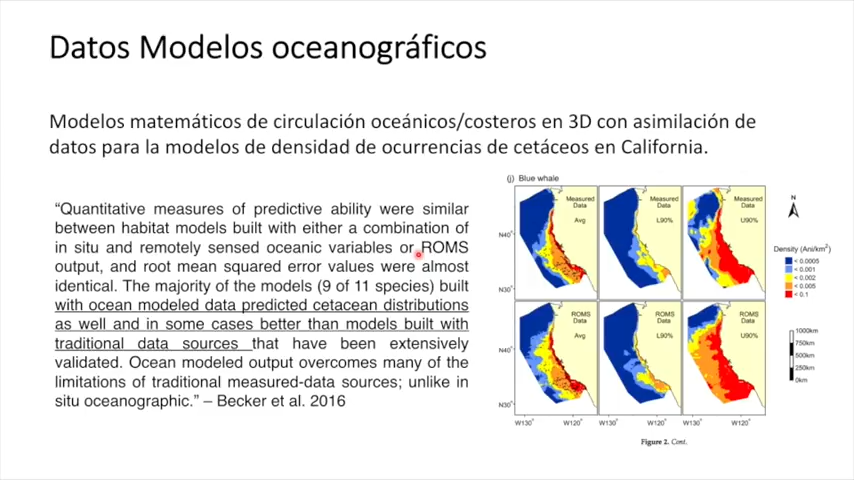 Datos Modelos oceanográficos
Modelos matemáticos de circulación oceánicos/costeros en 3D con asimilación de
datos para la modelos de densidad de ocurrencias de cetáceos en California.
“Quantitative measures of predictive ability were similar
between habitat models built with either a combination of
in situ and remotely sensed oceanic variables or ROMS
output, and root mean squared error values were almost
identical. The majority of the models (9 of 11 species) built
with ocean modeled data predicted cetacean distributions
as well and in some cases better than models built with
traditional data sources that have been extensively
validated. Ocean modeled output overcomes many of the
limitations of traditional measured-data sources; unlike in
situ oceanographic.” – Becker et al. 2016
(j) Blue whale
Measured
Data
Avg
Measured
Data
L90%
Measured
Data
U90%
N40°
N30°
ROMS
Data
Avg
ROMS
Data
L90%
ROMS
Data
U90%
N40°
N30°
W130° W120° W130° W120° W130° W120°
N
Density (Ani/km²)
< 0.0005
< 0.001
< 0.002
< 0.005
< 0.1
1000km
750km
500km
250km
0km
Figure 2. Cont.